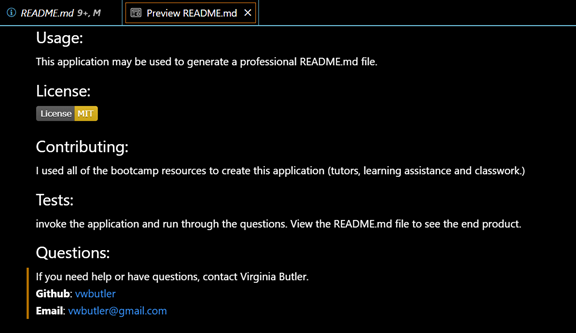 README.md 9+, M
Preview README.md
Usage:
This application may be used to generate a professional README.md file.
License:
License MIT
Contributing:
I used all of the bootcamp resources to create this application (tutors, learning assistance and classwork.)
Tests:
invoke the application and run through the questions. View the README.md file to see the end product.
Questions:
If you need help or have questions, contact Virginia Butler.
Github: vwbutler
Email: vwbutler@gmail.com